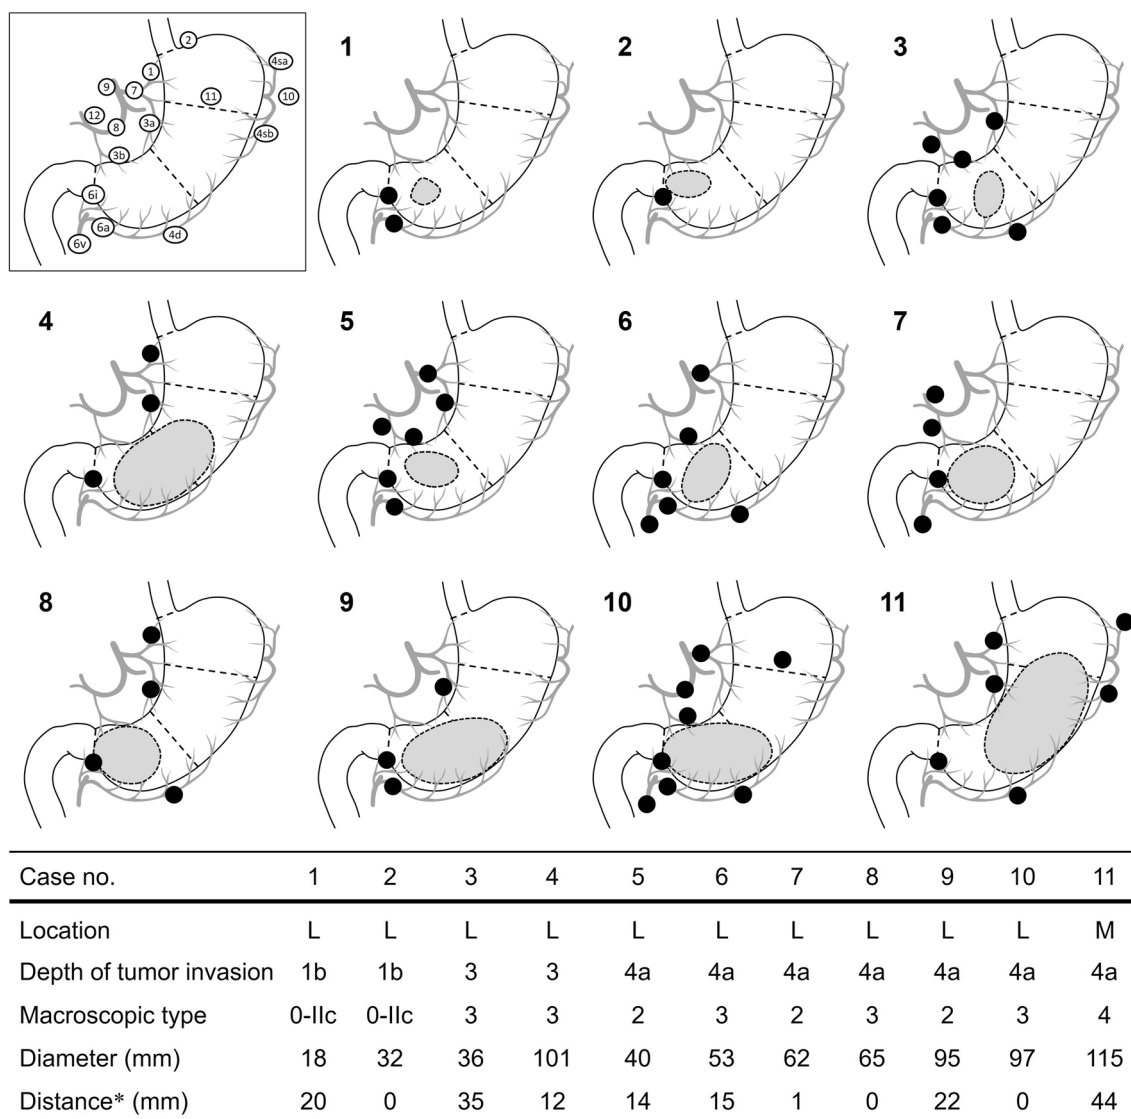 2
4sa
1
9
7
10
11
12
3a
8
4sb
3b
6i
6a
4d
6v
1
2
3
4
5
6
7
8
9
10
11
Case no. 1 2 3 4 5 6 7 8 9 10 11
Location L L L L L L L L L L M
Depth of tumor invasion 1b 1b 3 3 4a 4a 4a 4a 4a 4a 4a
Macroscopic type 0-IIc 0-IIc 3 3 2 3 2 3 2 3 4
Diameter (mm) 18 32 36 101 40 53 62 65 95 97 115
Distance* (mm) 20 0 35 12 14 15 1 0 22 0 44